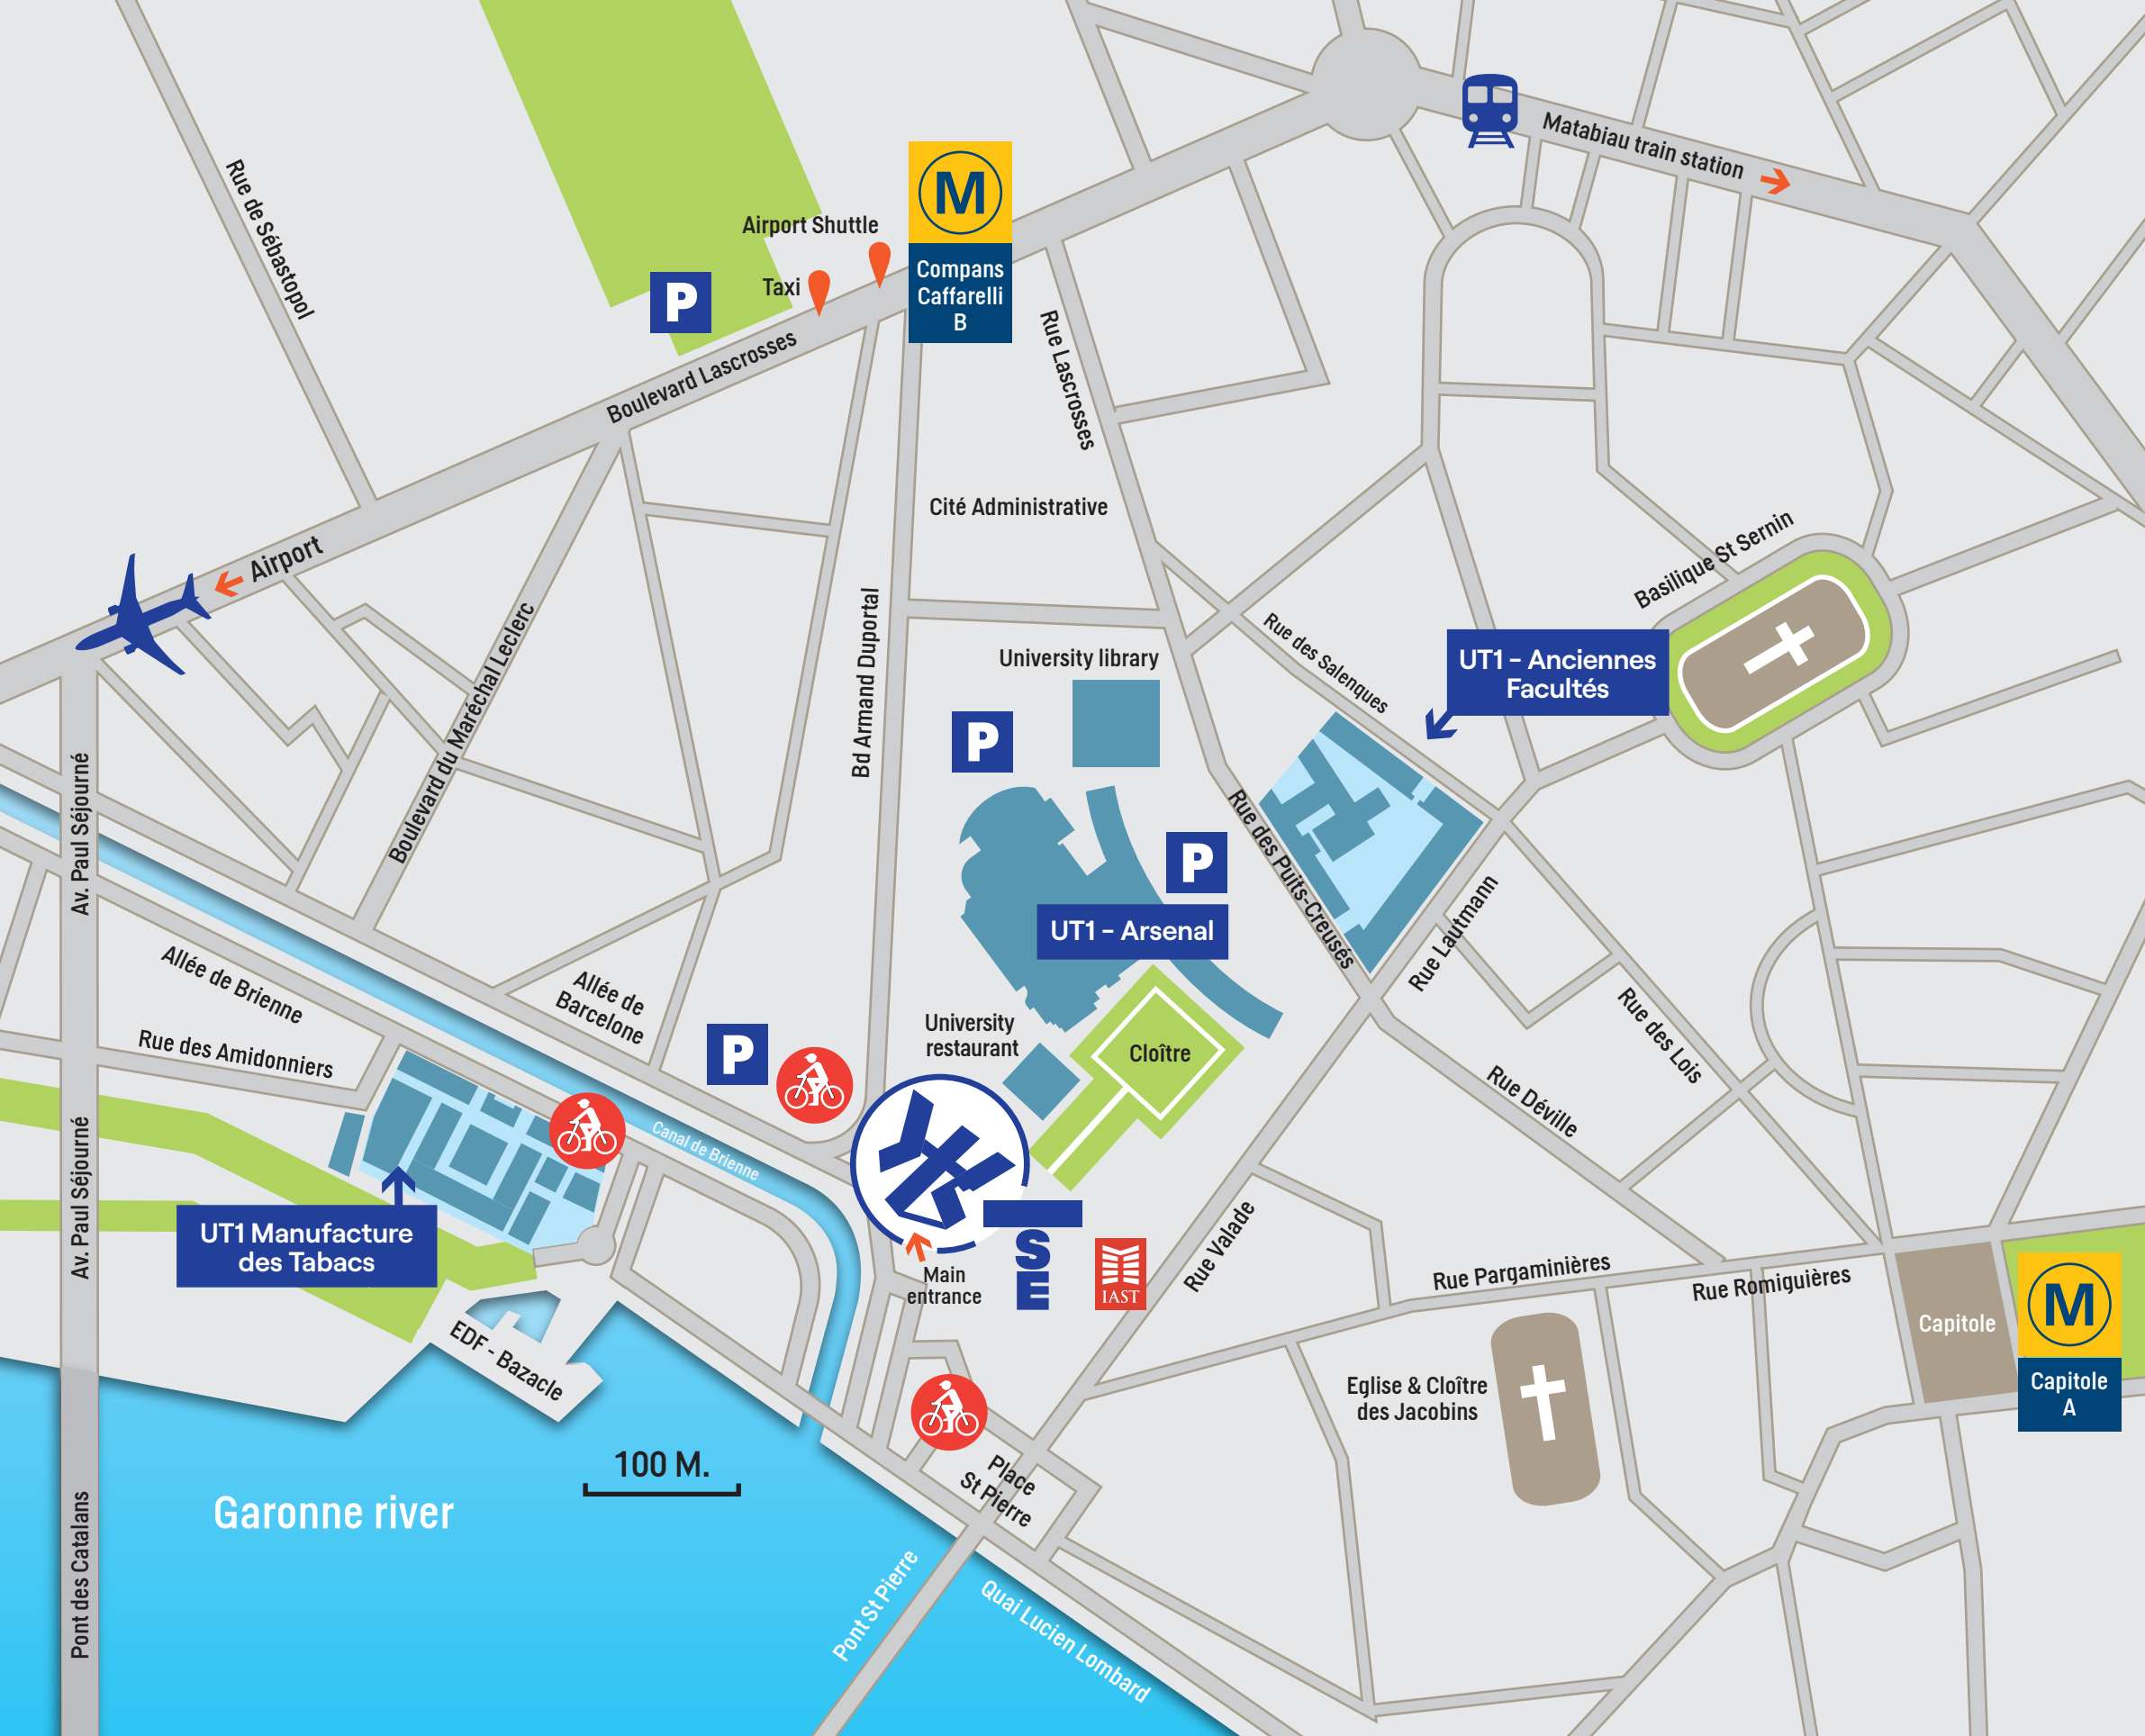 Matabiau train station
M
Compans
Caffarelli
B
Airport Shuttle
Taxi
P
Rue de Sébastopol
Boulevard Lascrosses
Rue Lascrosses
Cité Administrative
Airport
Basilique St Sernin
Boulevard du Maréchal Leclerc
Bd Armand Duportal
University library
Rue des Salenques
UT1 - Anciennes
Facultés
P
P
Av. Paul Séjourné
Rue des Puits-Creusés
Rue Lautmann
UT1 - Arsenal
Allée de Brienne
Allée de
Barcelone
Rue des Amidonniers
P
University
restaurant
Cloître
Rue des Lois
Rue Déville
Canal de Brienne
Av. Paul Séjourné
UT1 Manufacture
des Tabacs
T
S
E
IAST
Main
entrance
Rue Valade
Rue Pargaminières
Rue Romiguières
Capitole
M
Capitole
A
EDF - Bazacle
Eglise & Cloître
des Jacobins
100 M.
Garonne river
Place
St Pierre
Pont des Catalans
Pont St Pierre
Quai Lucien Lombard